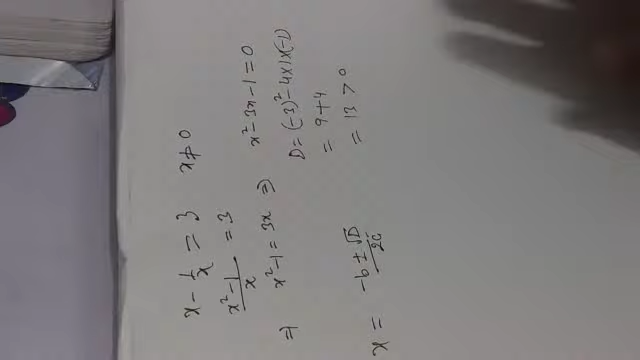 x - 1/x = 3   x ≠ 0
(x² - 1)/x = 3
⇒ x² - 1 = 3x ⇒ x² - 3x - 1 = 0
D = (-3)² - 4×1×(-1)
= 9 + 4
= 13 > 0
x = (-b ± √D)/2a